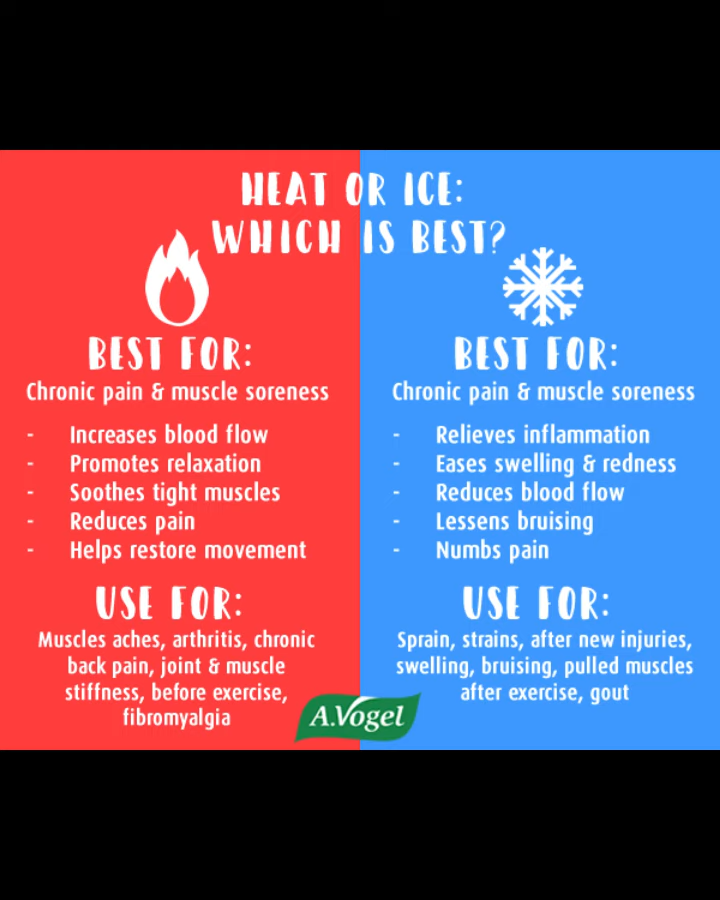 HEAT OR ICE:
WHICH IS BEST?
BEST FOR:
Chronic pain & muscle soreness
- Increases blood flow
- Promotes relaxation
- Soothes tight muscles
- Reduces pain
- Helps restore movement
USE FOR:
Muscles aches, arthritis, chronic
back pain, joint & muscle
stiffness, before exercise,
fibromyalgia
BEST FOR:
Chronic pain & muscle soreness
- Relieves inflammation
- Eases swelling & redness
- Reduces blood flow
- Lessens bruising
- Numbs pain
USE FOR:
Sprain, strains, after new injuries,
swelling, bruising, pulled muscles
after exercise, gout
A.Vogel